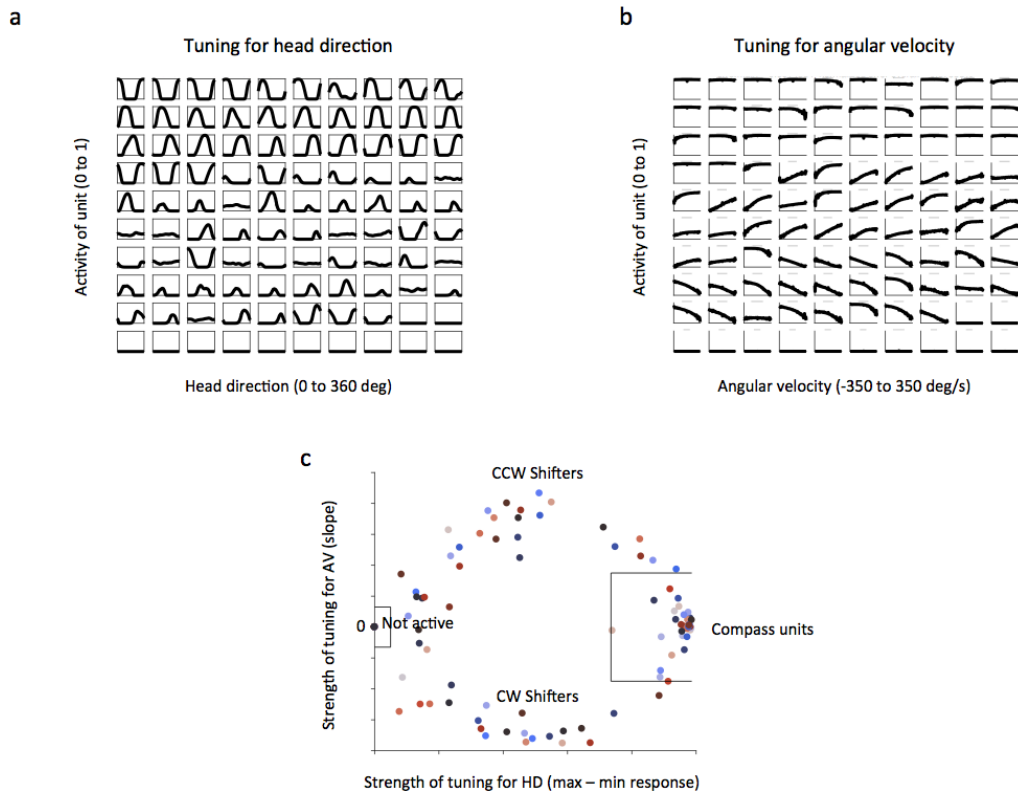 a
Tuning for head direction
Activity of unit (0 to 1)
Head direction (0 to 360 deg)
b
Tuning for angular velocity
Activity of unit (0 to 1)
Angular velocity (-350 to 350 deg/s)
c
CCW Shifters
Strength of tuning for AV (slope)
0
Not active
Compass units
CW Shifters
Strength of tuning for HD (max – min response)